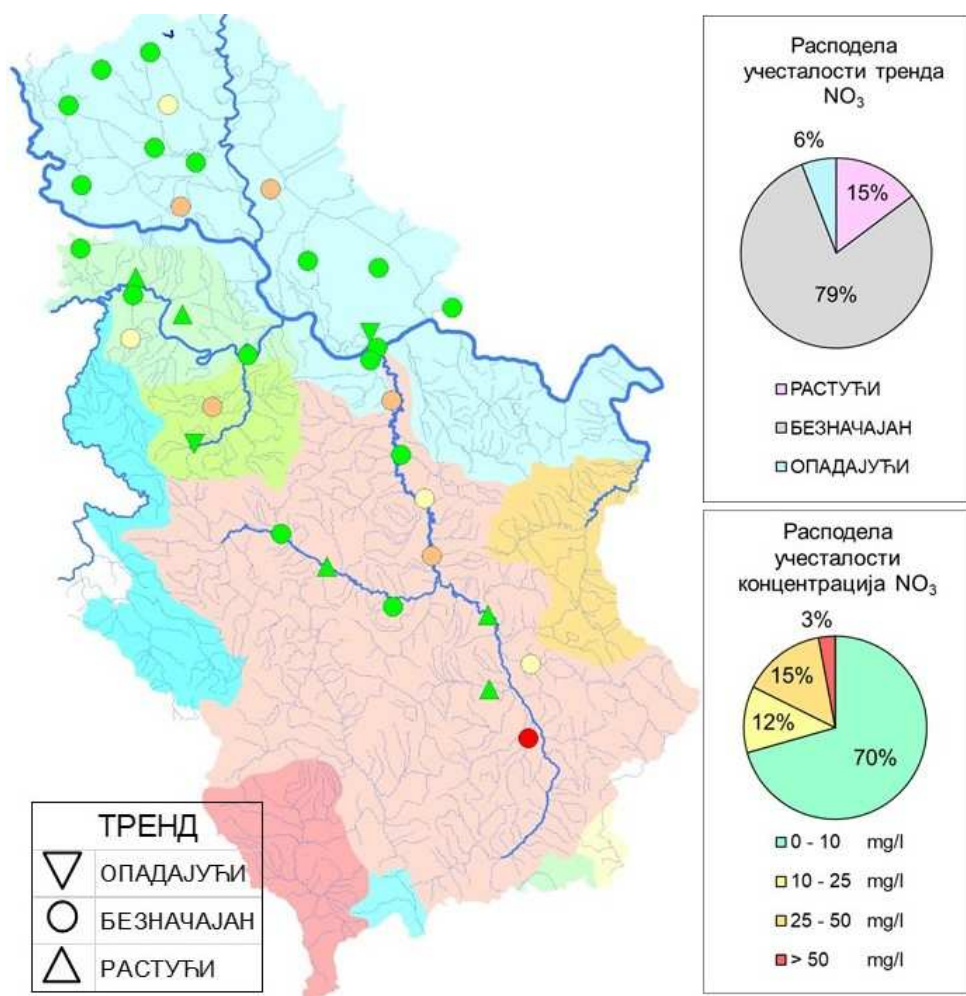 Расподела
учесталости тренда
NO₃
6%
15%
79%
РАСТУЋИ
БЕЗНАЧАЈАН
ОПАДАЈУЋИ
Расподела
учесталости
концентрација NO₃
3%
15%
12%
70%
0 - 10 mg/l
10 - 25 mg/l
25 - 50 mg/l
> 50 mg/l
ТРЕНД
ОПАДАЈУЋИ
БЕЗНАЧАЈАН
РАСТУЋИ